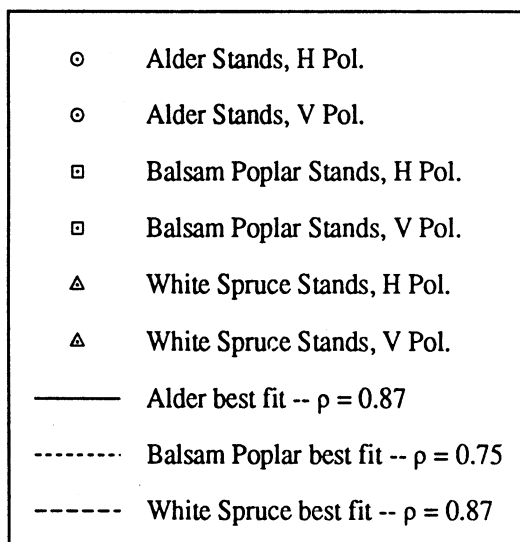 Alder Stands, H Pol.
Alder Stands, V Pol.
Balsam Poplar Stands, H Pol.
Balsam Poplar Stands, V Pol.
White Spruce Stands, H Pol.
White Spruce Stands, V Pol.
Alder best fit -- ρ = 0.87
Balsam Poplar best fit -- ρ = 0.75
White Spruce best fit -- ρ = 0.87